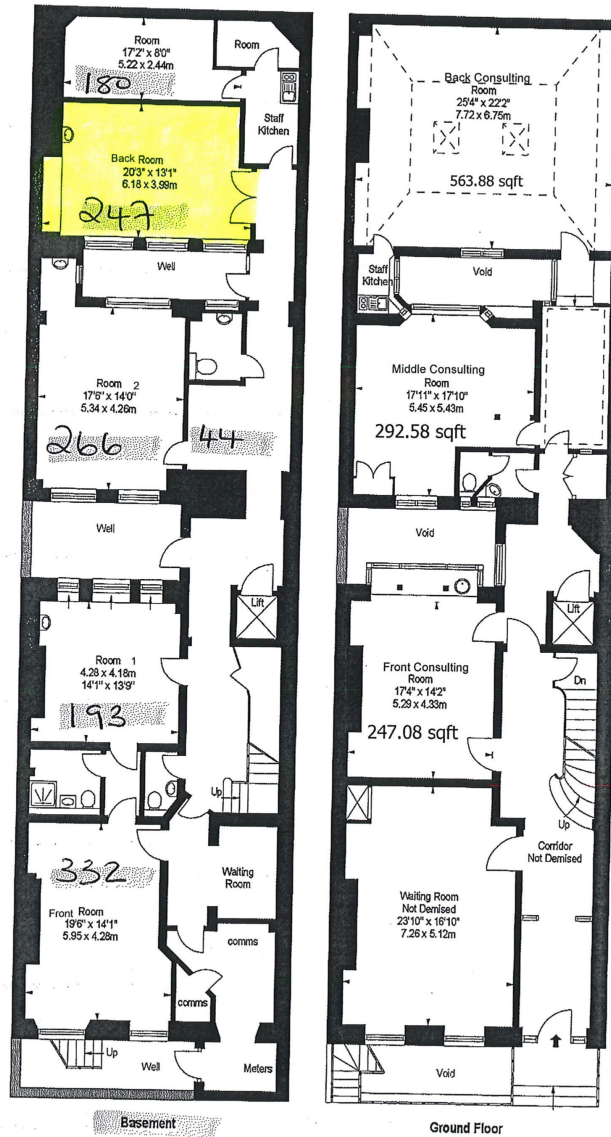 Room
17'2" x 8'0"
5.22 x 2.44m
180
Room
Staff
Kitchen
Back Room
20'3" x 13'1"
6.18 x 3.99m
247
Well
Room 2
17'6" x 14'0"
5.34 x 4.26m
266
44
Well
Lift
Room 1
4.28 x 4.18m
14'1" x 13'9"
193
Up
332
Waiting
Room
Front Room
19'6" x 14'1"
5.95 x 4.28m
comms
comms
Up
Well
Meters
Basement
Back Consulting
Room
25'4" x 22'2"
7.72 x 6.75m
563.88 sqft
Staff
Kitchen
Void
Middle Consulting
Room
17'11" x 17'10"
5.45 x 5.43m
292.58 sqft
Void
Lift
Front Consulting
Room
17'4" x 14'2"
5.29 x 4.33m
247.08 sqft
Dn
Up
Corridor
Not Demised
Waiting Room
Not Demised
23'10" x 16'10"
7.26 x 5.12m
Void
Ground Floor